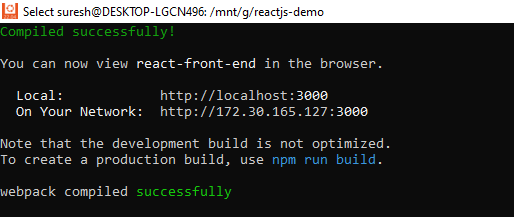 Select suresh@DESKTOP-LGCN496: /mnt/g/reactjs-demo
Compiled successfully!
You can now view react-front-end in the browser.
Local: http://localhost:3000
On Your Network: http://172.30.165.127:3000
Note that the development build is not optimized.
To create a production build, use npm run build.
webpack compiled successfully